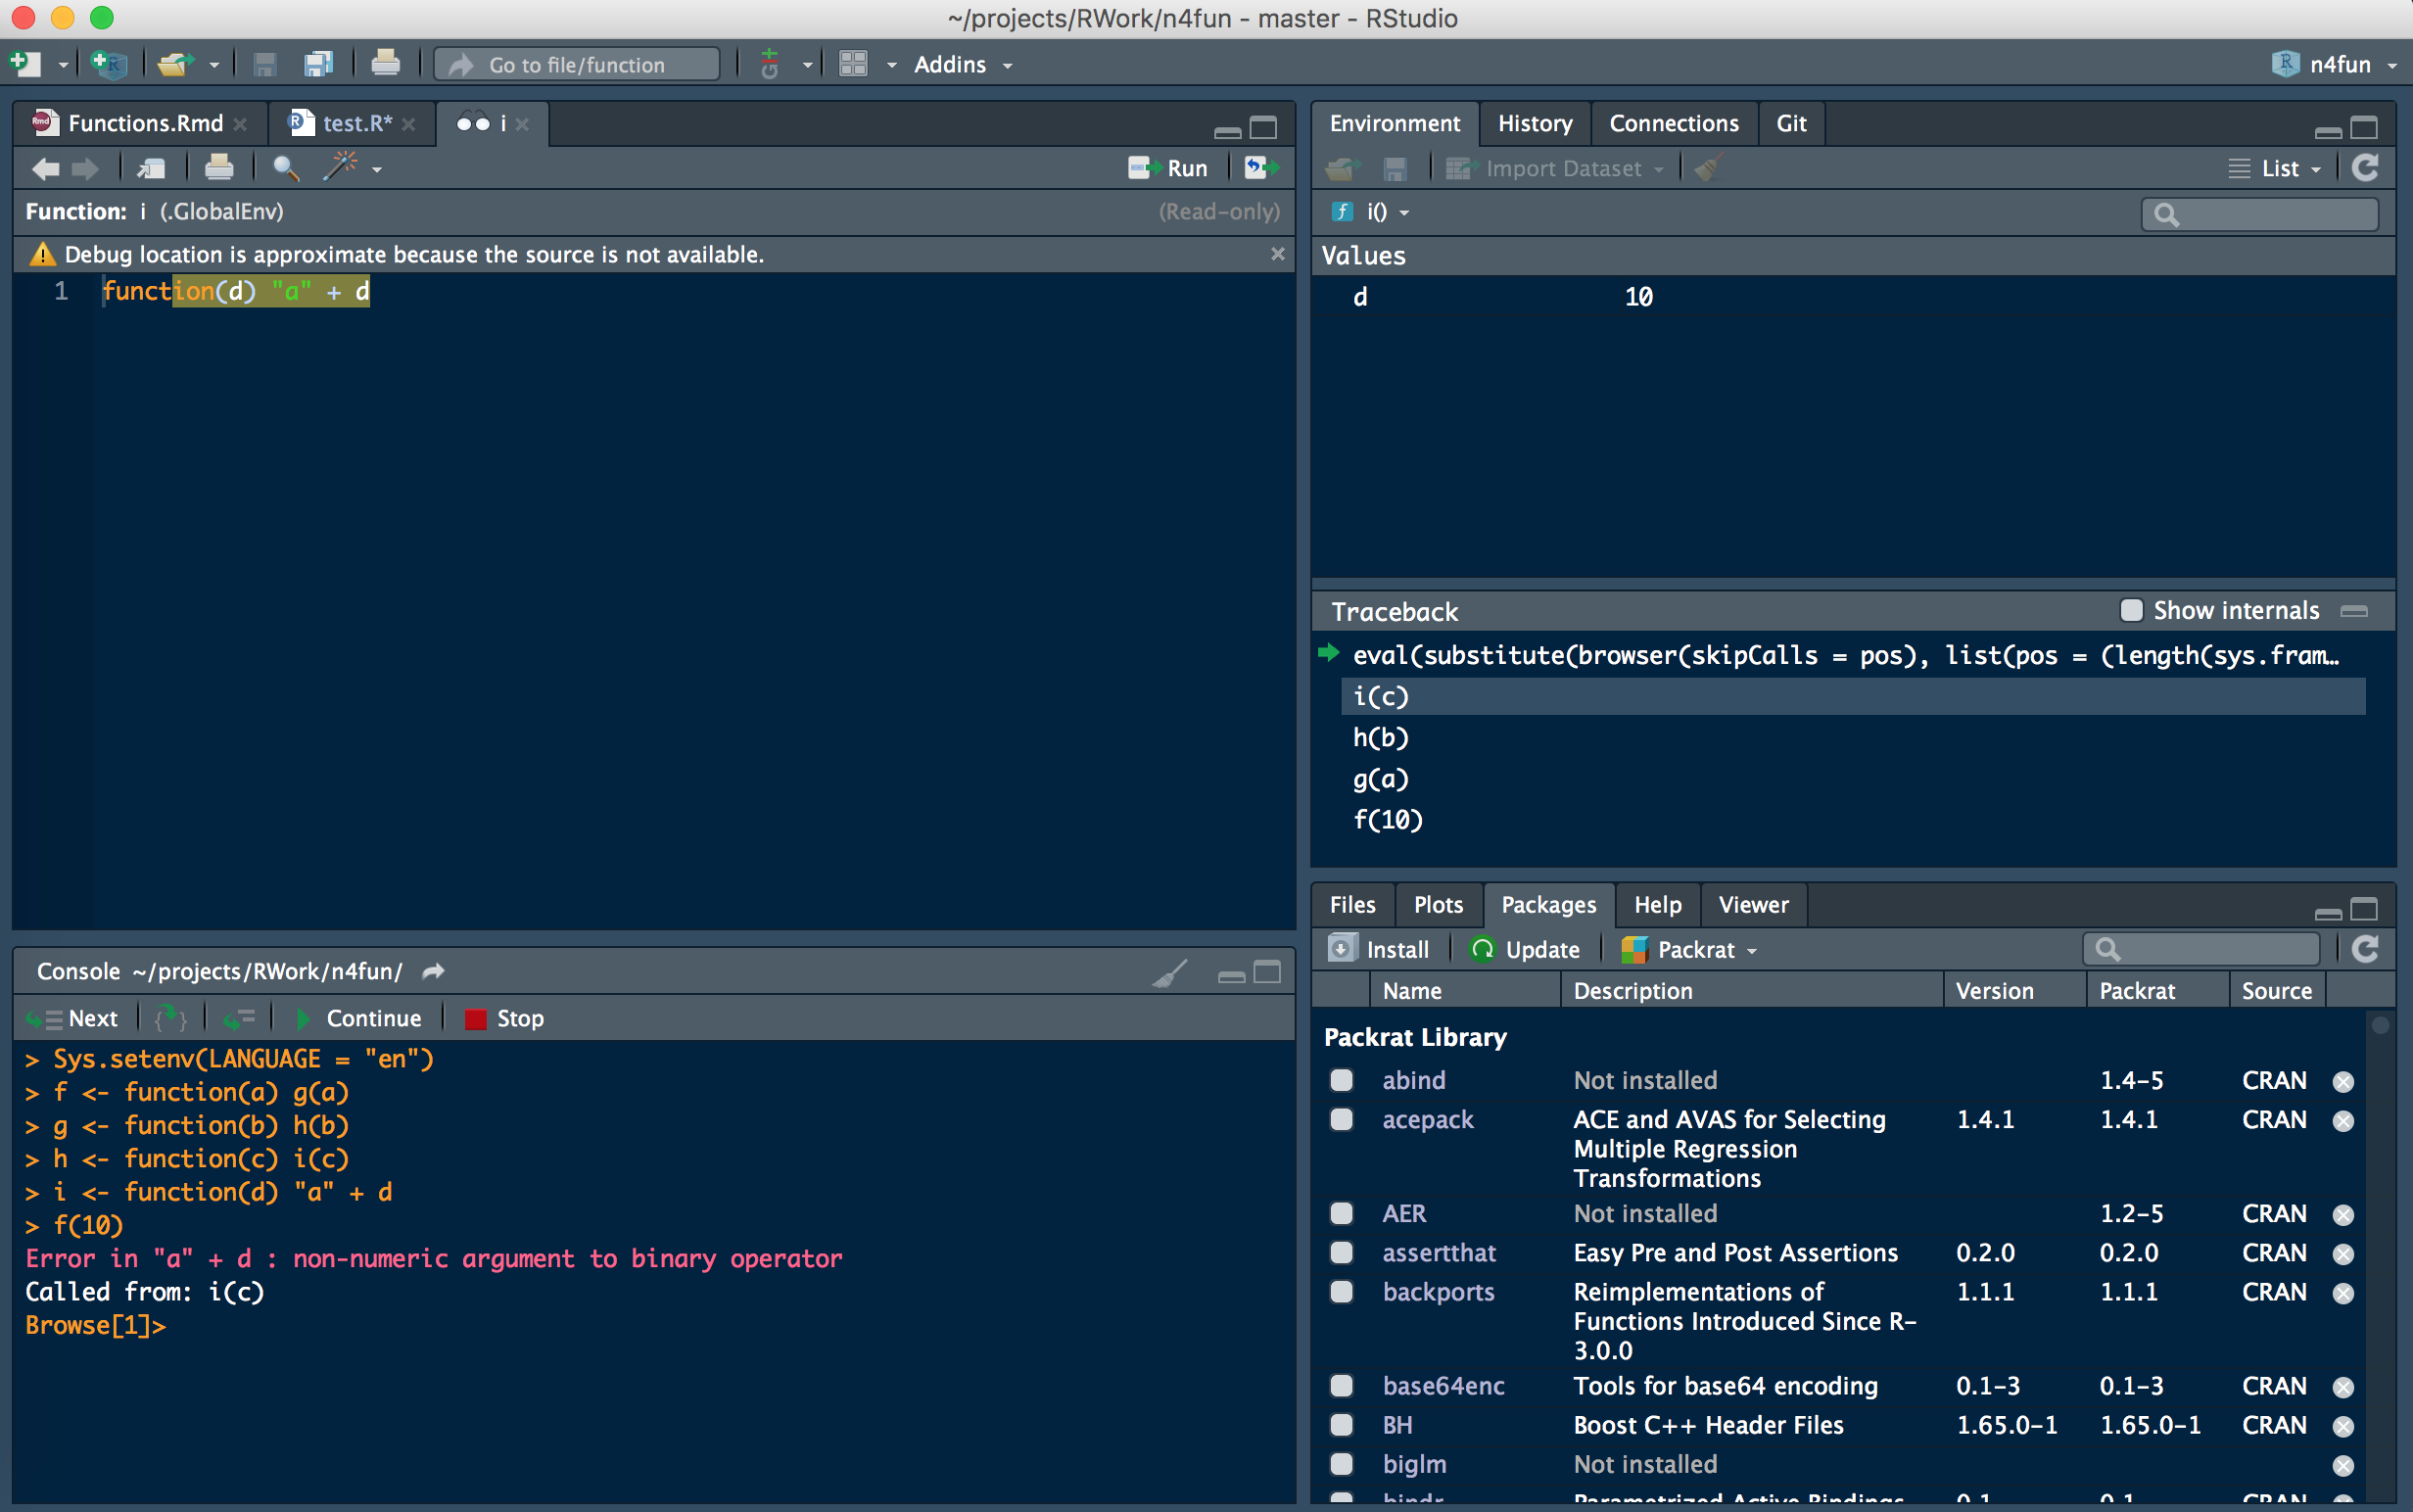 ~/projects/RWork/n4fun - master - RStudio
Go to file/function
Addins
n4fun
Functions.Rmd
test.R*
i
Run
Function: i (.GlobalEnv)
(Read-only)
Debug location is approximate because the source is not available.
1 function(d) "a" + d
Console ~/projects/RWork/n4fun/
Next
Continue
Stop
> Sys.setenv(LANGUAGE = "en")
> f <- function(a) g(a)
> g <- function(b) h(b)
> h <- function(c) i(c)
> i <- function(d) "a" + d
> f(10)
Error in "a" + d : non-numeric argument to binary operator
Called from: i(c)
Browse[1]>
Environment History Connections Git
Import Dataset
List
i()
Values
d 10
Traceback
Show internals
eval(substitute(browser(skipCalls = pos), list(pos = (length(sys.fram…
i(c)
h(b)
g(a)
f(10)
Files Plots Packages Help Viewer
Install Update Packrat
Name Description Version Packrat Source
Packrat Library
abind Not installed 1.4-5 CRAN
acepack ACE and AVAS for Selecting 1.4.1 1.4.1 CRAN
Multiple Regression
Transformations
AER Not installed 1.2-5 CRAN
assertthat Easy Pre and Post Assertions 0.2.0 0.2.0 CRAN
backports Reimplementations of 1.1.1 1.1.1 CRAN
Functions Introduced Since R-
3.0.0
base64enc Tools for base64 encoding 0.1-3 0.1-3 CRAN
BH Boost C++ Header Files 1.65.0-1 1.65.0-1 CRAN
biglm Not installed
bindr Parametrized Active Bindings 0.1 0.1 CRAN